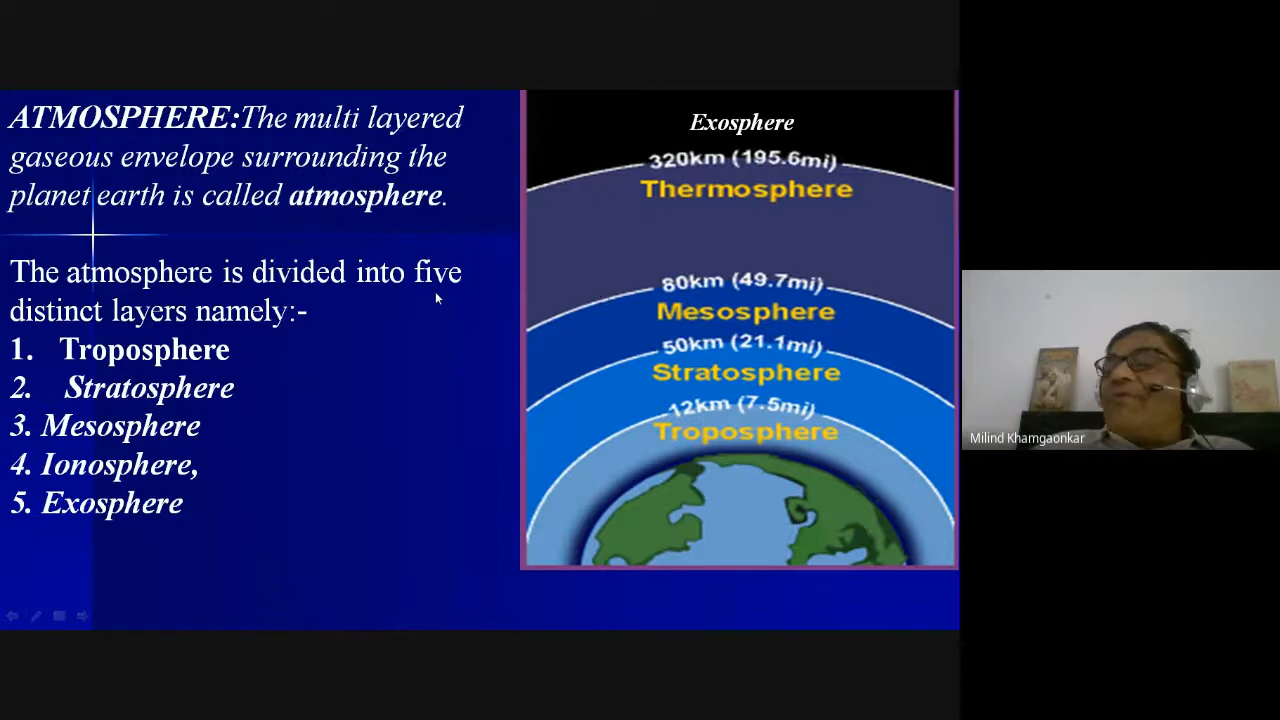 ATMOSPHERE:The multi layered
gaseous envelope surrounding the
planet earth is called atmosphere.
The atmosphere is divided into five
distinct layers namely:-
1. Troposphere
2. Stratosphere
3. Mesosphere
4. Ionosphere,
5. Exosphere
Exosphere
320km (195.6mi)
Thermosphere
80km (49.7mi)
Mesosphere
50km (21.1mi)
Stratosphere
12km (7.5mi)
Troposphere
Milind Khamgaonkar